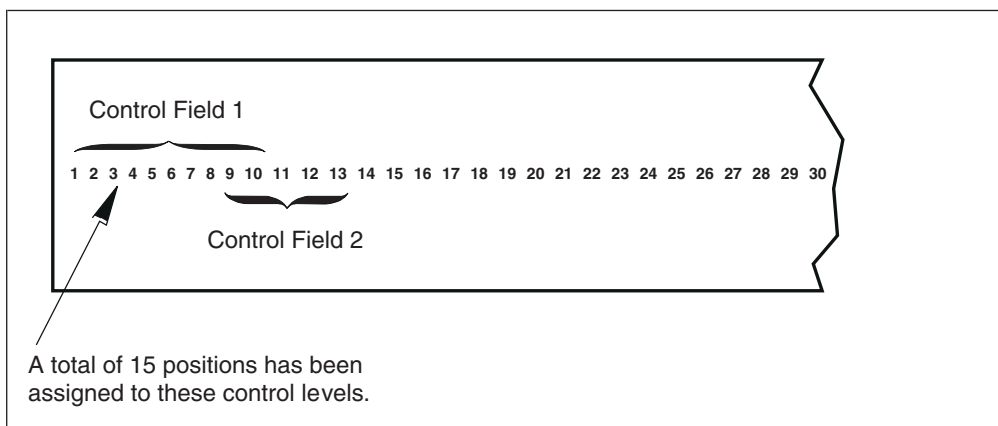 Control Field 1
1 2 3 4 5 6 7 8 9 10 11 12 13 14 15 16 17 18 19 20 21 22 23 24 25 26 27 28 29 30
Control Field 2
A total of 15 positions has been
assigned to these control levels.